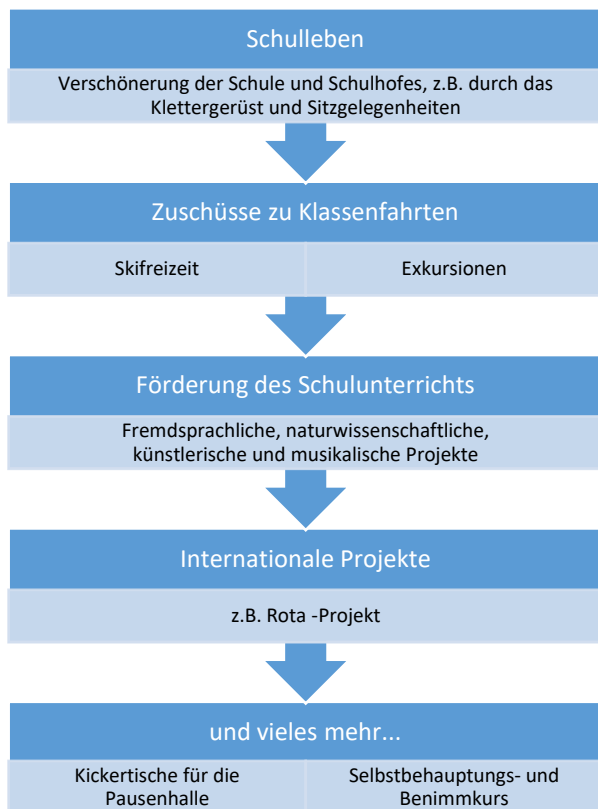 Schulleben
Verschönerung der Schule und Schulhofes, z.B. durch das
Klettergerüst und Sitzgelegenheiten
Zuschüsse zu Klassenfahrten
Skifreizeit
Exkursionen
Förderung des Schulunterrichts
Fremdsprachliche, naturwissenschaftliche,
künstlerische und musikalische Projekte
Internationale Projekte
z.B. Rota -Projekt
und vieles mehr...
Kickertische für die
Pausenhalle
Selbstbehauptungs- und
Benimmkurs